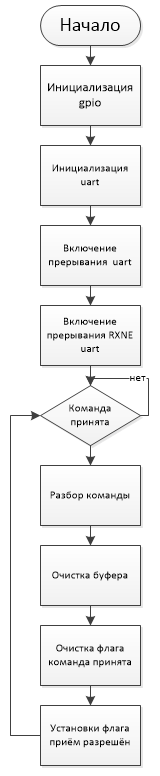 Начало
Инициализация
gpio
Инициализация
uart
Включение
прерывания uart
Включение
прерывания RXNE
uart
нет
Команда
принята
Разбор команды
Очистка буфера
Очистка флага
команда принята
Установки флага
приём разрешён